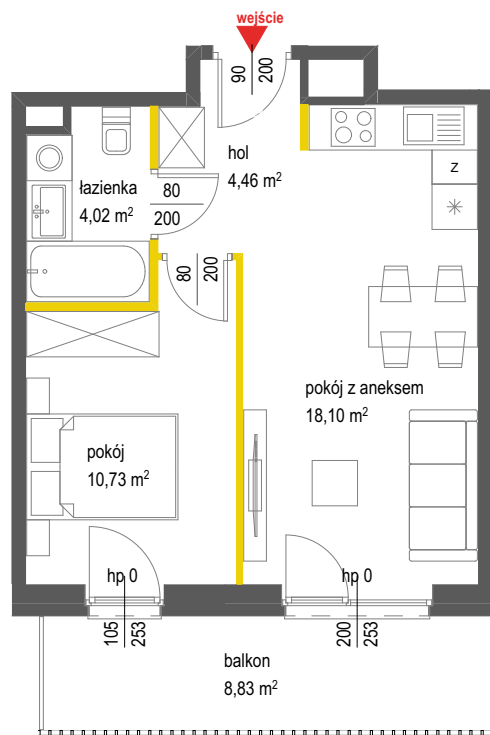 wejście
90
200
hol
4,46 m²
łazienka
4,02 m²
80
200
80
200
z
pokój z aneksem
18,10 m²
pokój
10,73 m²
hp 0
hp 0
105
253
200
253
balkon
8,83 m²